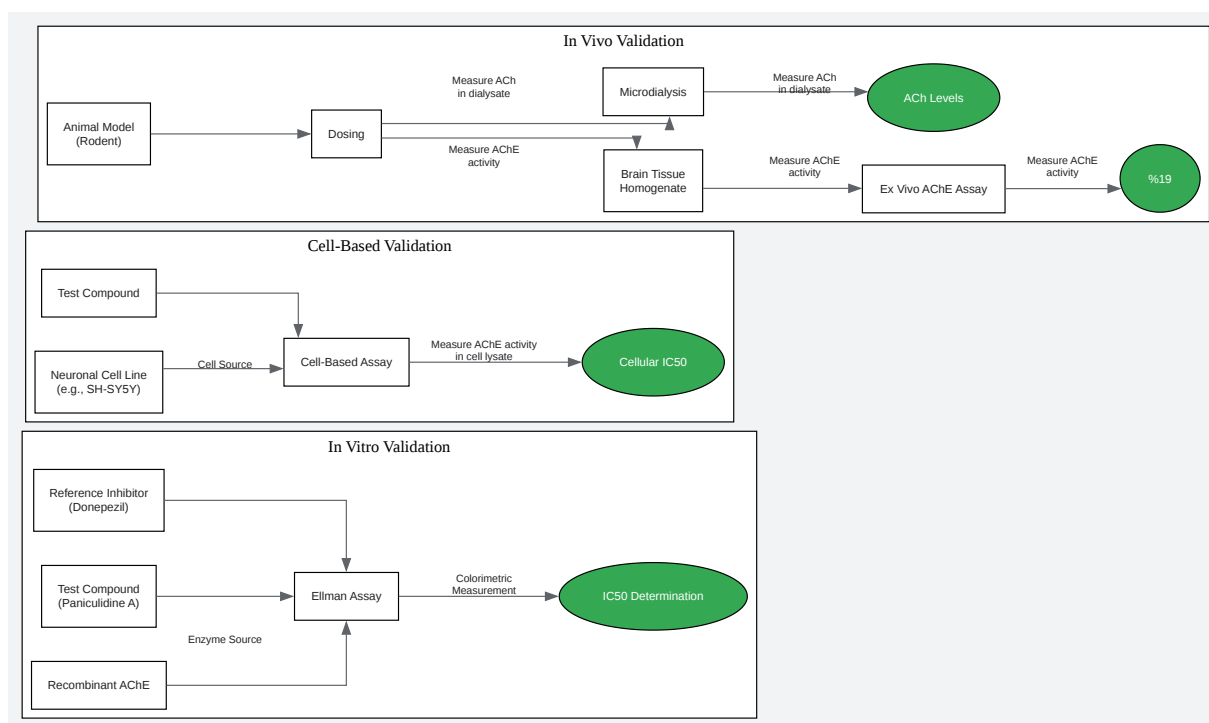 In Vivo Validation
Measure ACh
in dialysate
Microdialysis
Measure ACh
in dialysate
ACh Levels
Animal Model
(Rodent)
Dosing
Measure AChE
activity
Brain Tissue
Homogenate
Measure AChE
activity
Ex Vivo AChE Assay
Measure AChE
activity
%19
Cell-Based Validation
Test Compound
Neuronal Cell Line
(e.g., SH-SY5Y)
Cell Source
Cell-Based Assay
Measure AChE activity
in cell lysate
Cellular IC50
In Vitro Validation
Reference Inhibitor
(Donepezil)
Test Compound
(Paniculidine A)
Enzyme Source
Recombinant AChE
Ellman Assay
Colorimetric
Measurement
IC50 Determination